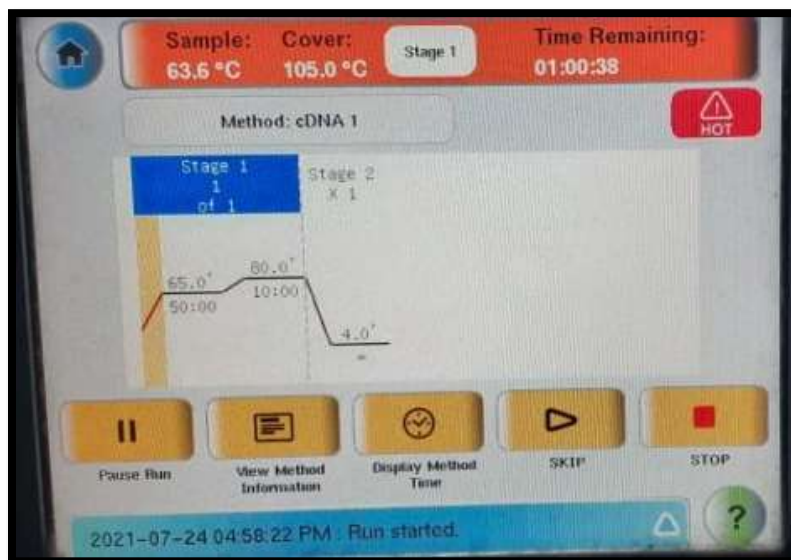 Sample: Cover: Stage 1 Time Remaining:
63.6 °C 105.0 °C 01:00:38
Method: cDNA 1
HOT
Stage 1
1
of 1
Stage 2
X 1
65.0°
50:00
80.0°
10:00
4.0°
∞
Pause Run
View Method
Information
Display Method
Time
SKIP
STOP
2021-07-24 04:58:22 PM : Run started.
?